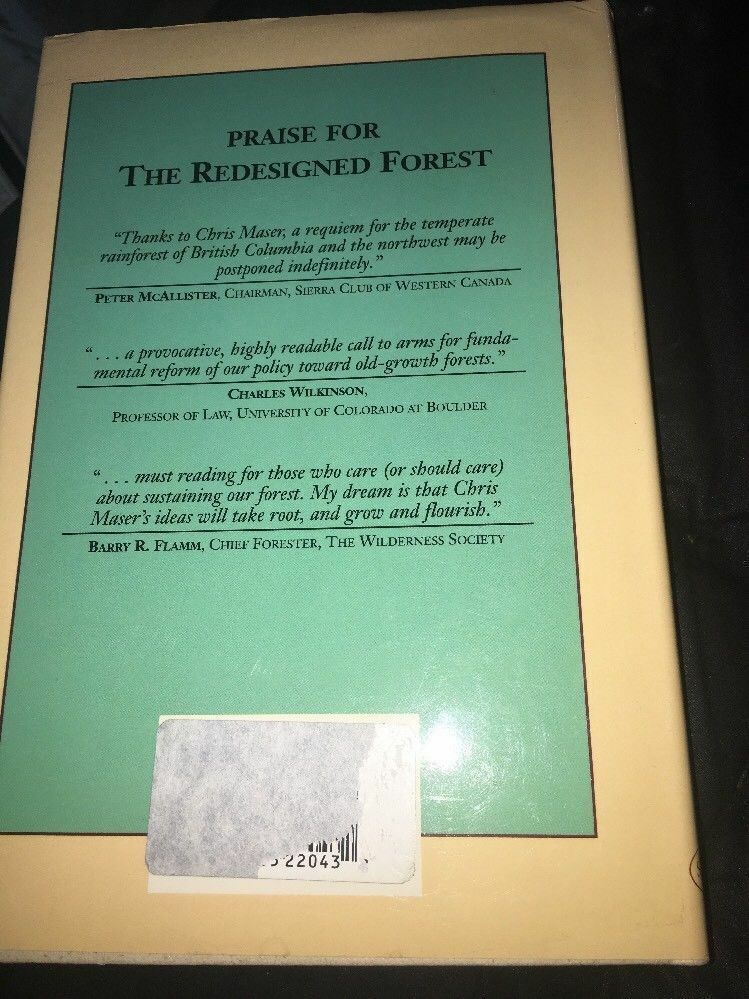 PRAISE FOR
THE REDESIGNED FOREST
“Thanks to Chris Maser, a requiem for the temperate
rainforest of British Columbia and the northwest may be
postponed indefinitely.”
PETER MCALLISTER, CHAIRMAN, SIERRA CLUB OF WESTERN CANADA
“ . . . a provocative, highly readable call to arms for funda-
mental reform of our policy toward old-growth forests.”
CHARLES WILKINSON,
PROFESSOR OF LAW, UNIVERSITY OF COLORADO AT BOULDER
“ . . . must reading for those who care (or should care)
about sustaining our forest. My dream is that Chris
Maser's ideas will take root, and grow and flourish.”
BARRY R. FLAMM, CHIEF FORESTER, THE WILDERNESS SOCIETY
22043